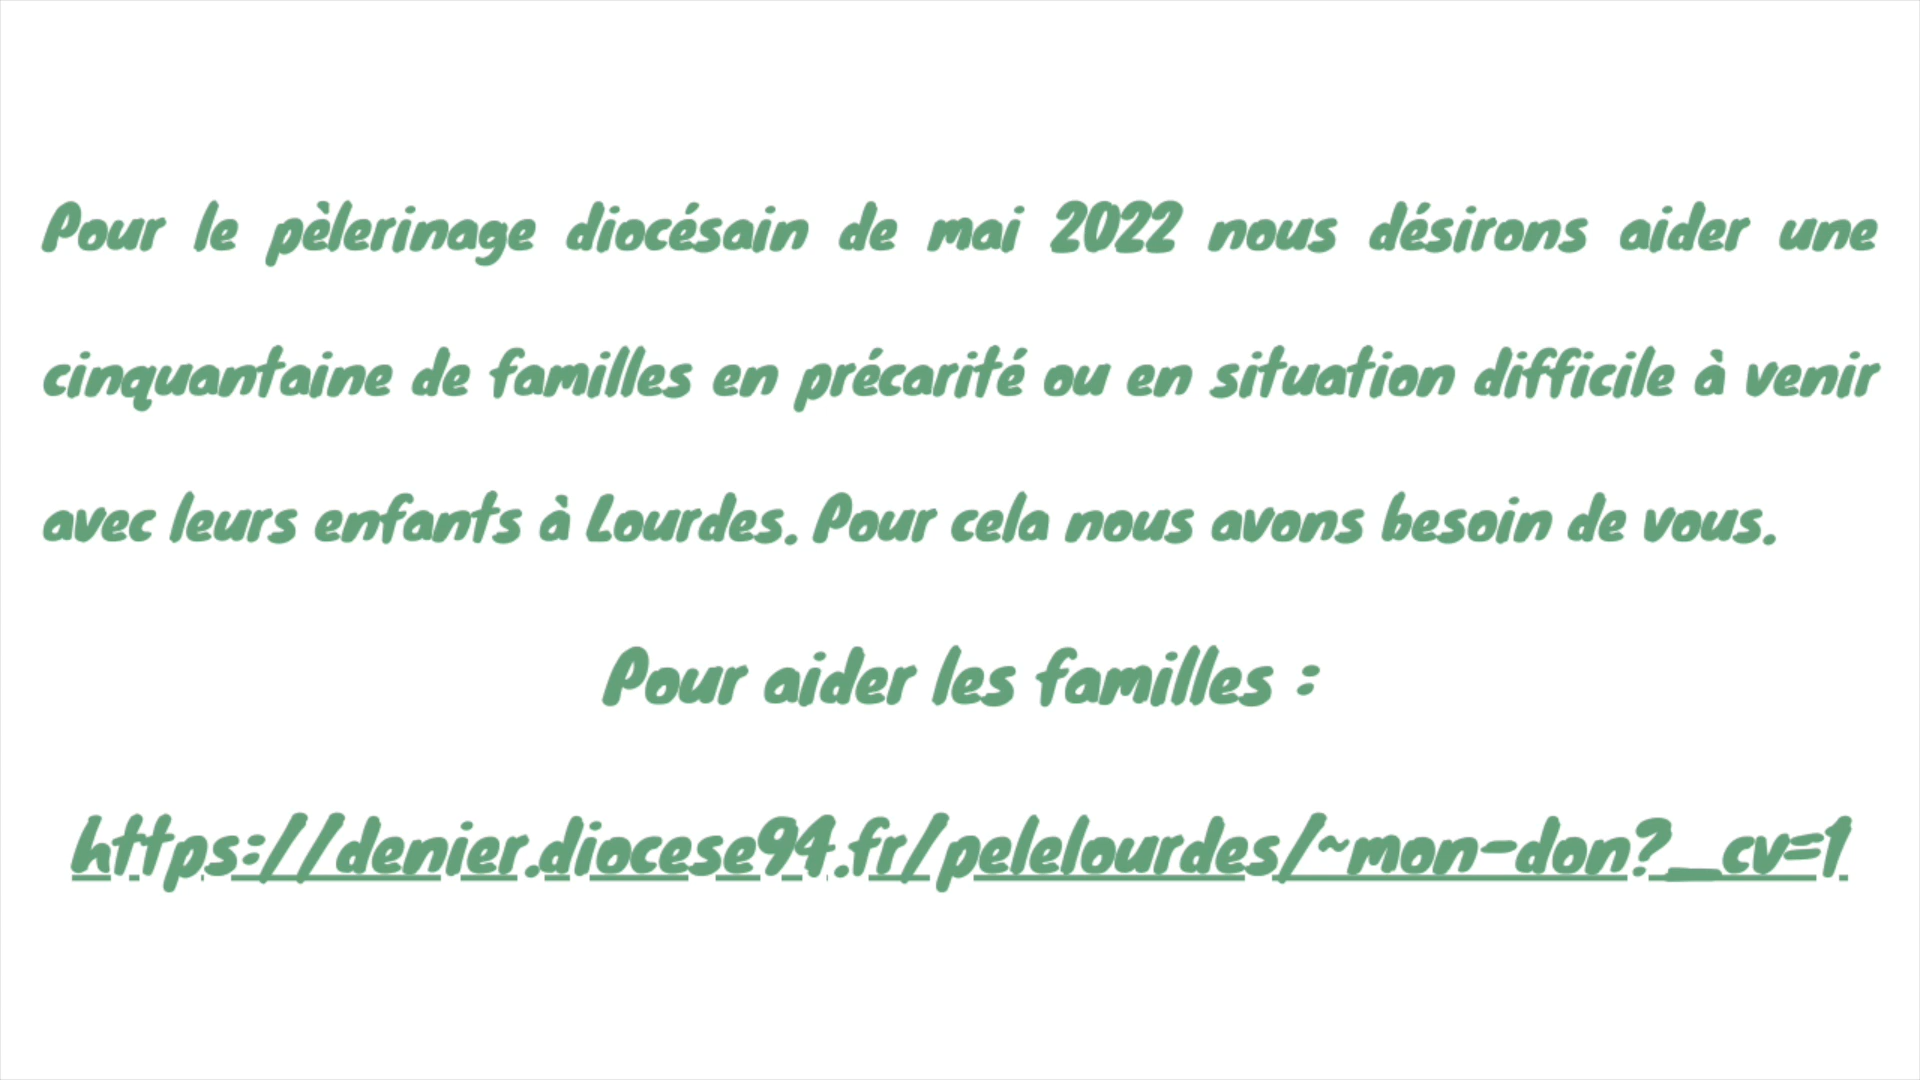 Pour le pèlerinage diocésain de mai 2022 nous désirons aider une
cinquantaine de familles en précarité ou en situation difficile à venir
avec leurs enfants à Lourdes. Pour cela nous avons besoin de vous.
Pour aider les familles :
https://denier.diocese94.fr/pelelourdes/~mon-don?_cv=1